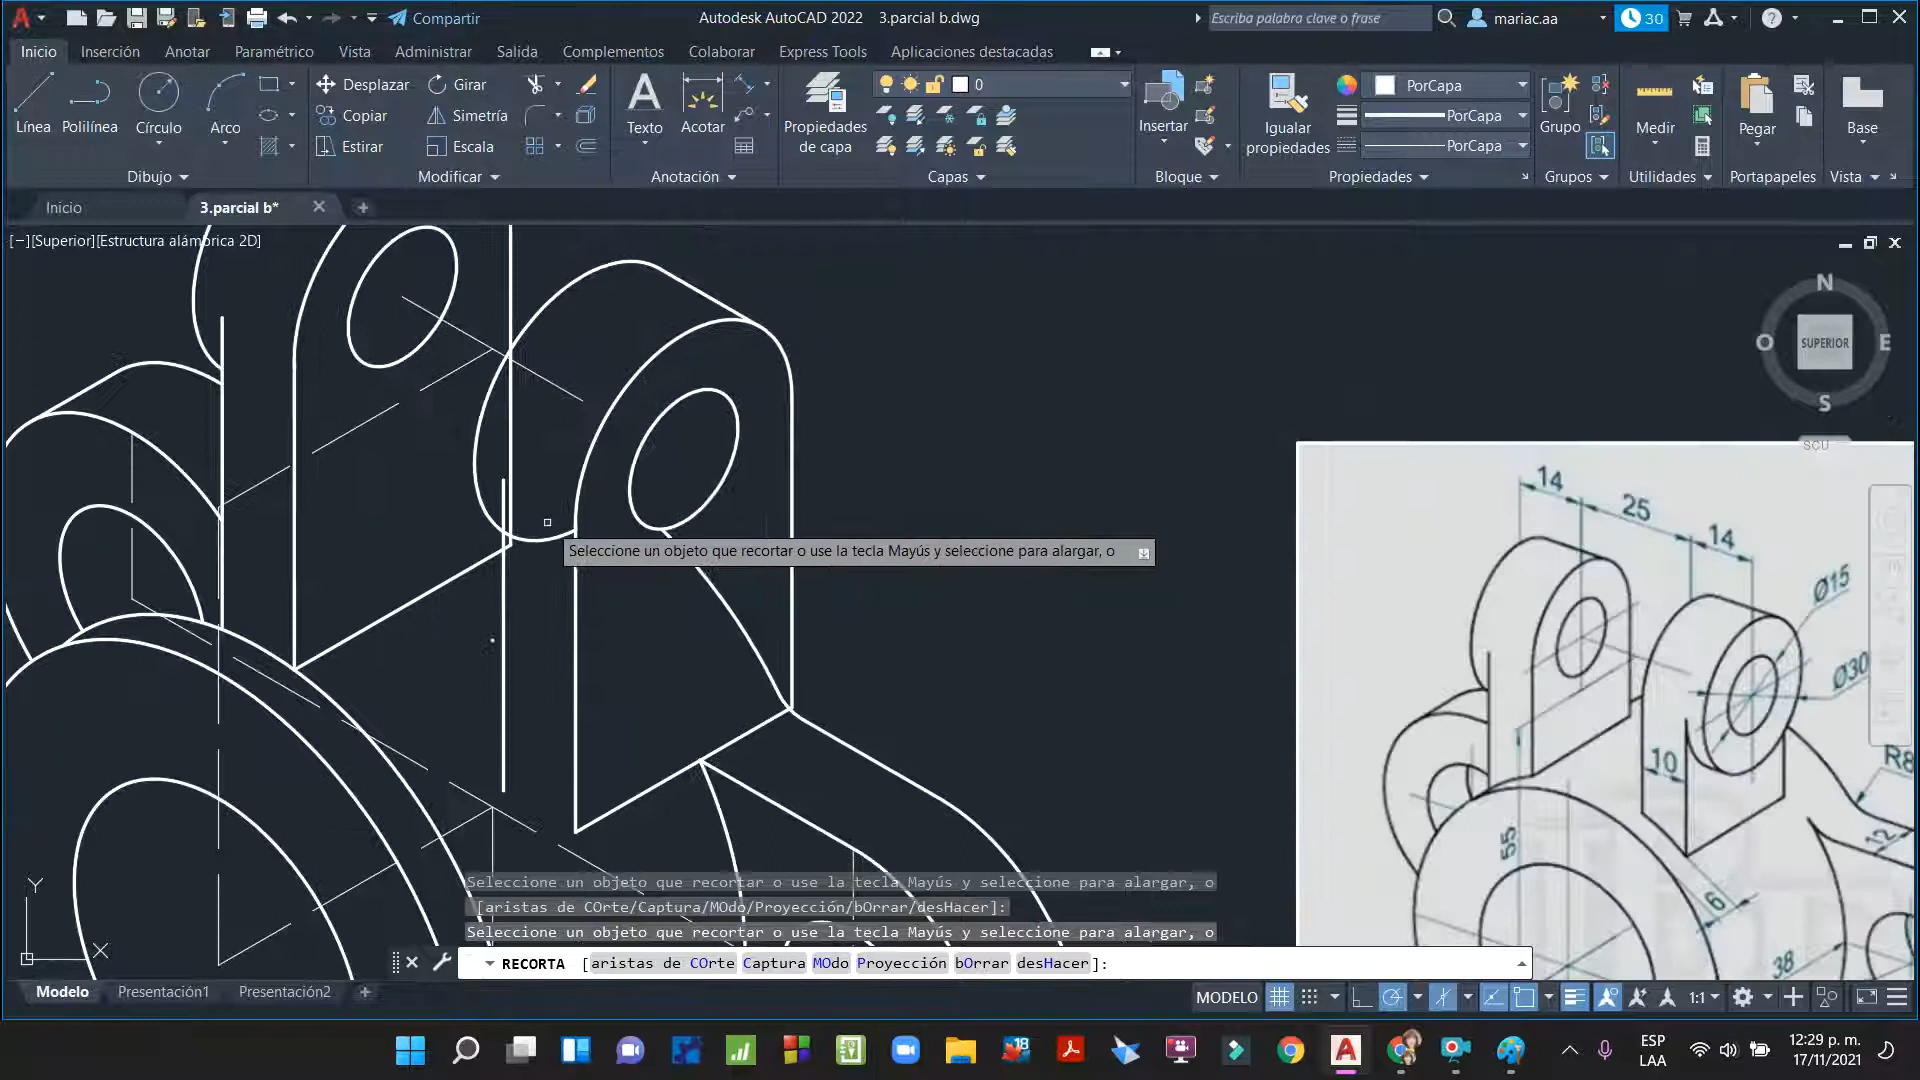 Compartir
Autodesk AutoCAD 2022 3.parcial b.dwg
Escriba palabra clave o frase
mariac.aa
30
Inicio Inserción Anotar Paramétrico Vista Administrar Salida Complementos Colaborar Express Tools Aplicaciones destacadas
Línea Polilínea Círculo Arco
Desplazar Girar
Copiar Simetría
Estirar Escala
Texto Acotar
Propiedades de capa
0
Insertar
Igualar propiedades
PorCapa
PorCapa
PorCapa
Grupo
Medir
Pegar
Base
Dibujo Modificar Anotación Capas Bloque Propiedades Grupos Utilidades Portapapeles Vista
Inicio 3.parcial b*
[−][Superior][Estructura alámbrica 2D]
N
O SUPERIOR E
S
SCU
14
25
14
Ø15
Ø30
10
R8
55
12
6
38
Seleccione un objeto que recortar o use la tecla Mayús y seleccione para alargar, o
Y
X
Seleccione un objeto que recortar o use la tecla Mayús y seleccione para alargar, o
[aristas de COrte/Captura/MOdo/Proyección/bOrrar/desHacer]:
Seleccione un objeto que recortar o use la tecla Mayús y seleccione para alargar, o
RECORTA [aristas de COrte Captura MOdo Proyección bOrrar desHacer]:
Modelo Presentación1 Presentación2
MODELO
1:1
18
ESP
LAA
12:29 p. m.
17/11/2021